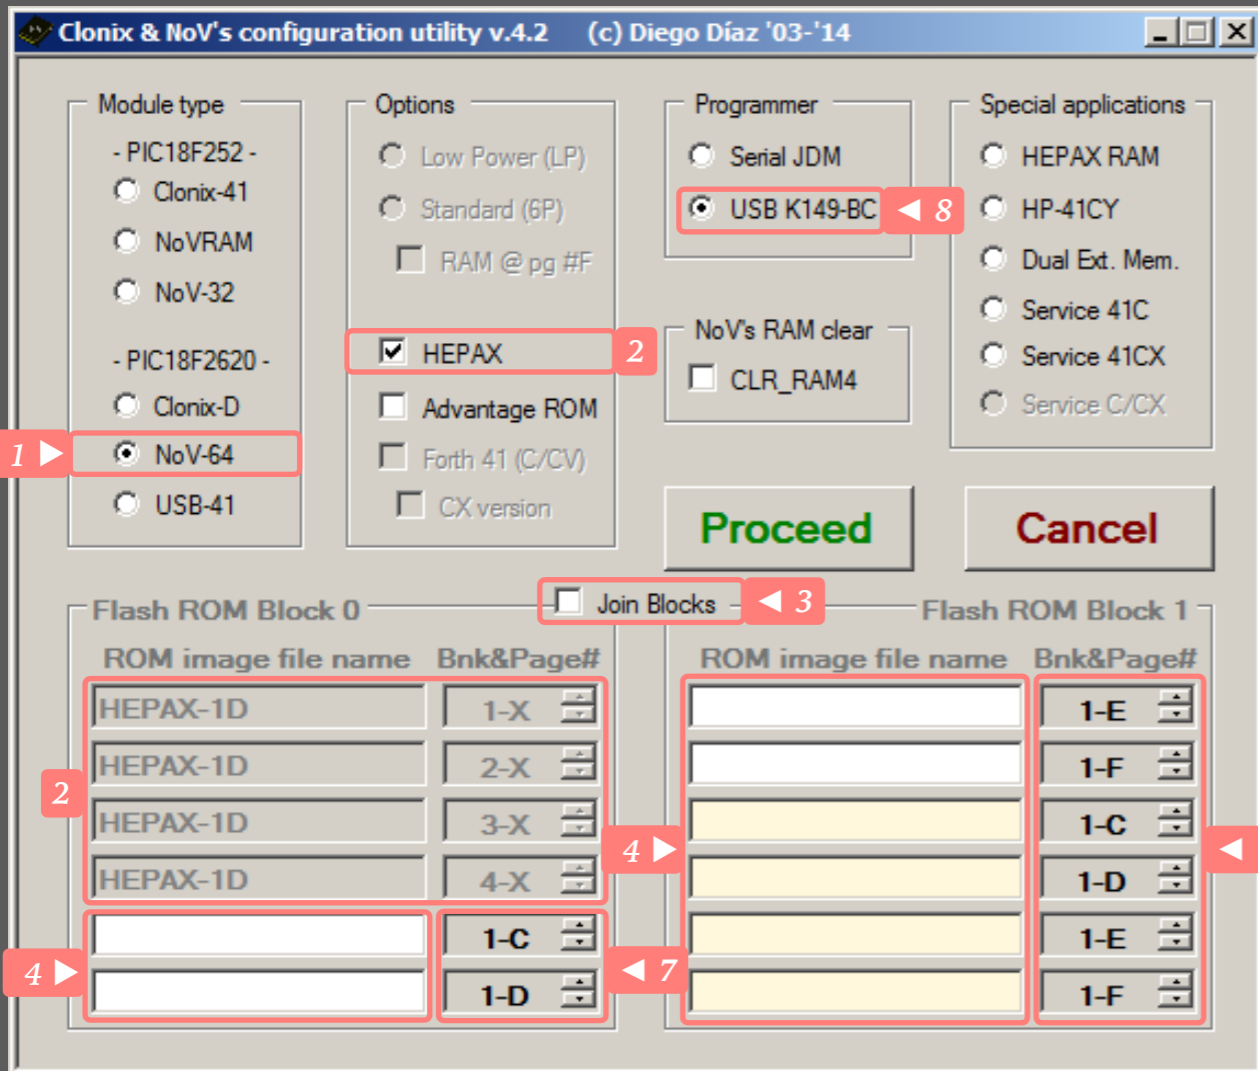 Clonix & NoV's configuration utility v.4.2 (c) Diego Díaz '03-'14
Module type
- PIC18F252 -
Clonix-41
NoVRAM
NoV-32
- PIC18F2620 -
Clonix-D
1 ► NoV-64
USB-41
Options
Low Power (LP)
Standard (6P)
RAM @ pg #F
HEPAX 2
Advantage ROM
Forth 41 (C/CV)
CX version
Programmer
Serial JDM
USB K149-BC ◄ 8
NoV's RAM clear
CLR_RAM4
Special applications
HEPAX RAM
HP-41CY
Dual Ext. Mem.
Service 41C
Service 41CX
Service C/CX
Proceed
Cancel
Join Blocks ◄ 3
Flash ROM Block 0
ROM image file name Bnk&Page#
HEPAX-1D 1-X
HEPAX-1D 2-X
2
HEPAX-1D 3-X
HEPAX-1D 4-X
1-C
4 ► ◄ 7
1-D
Flash ROM Block 1
ROM image file name Bnk&Page#
1-E
1-F
4 ► 1-C ◄
1-D
1-E
1-F